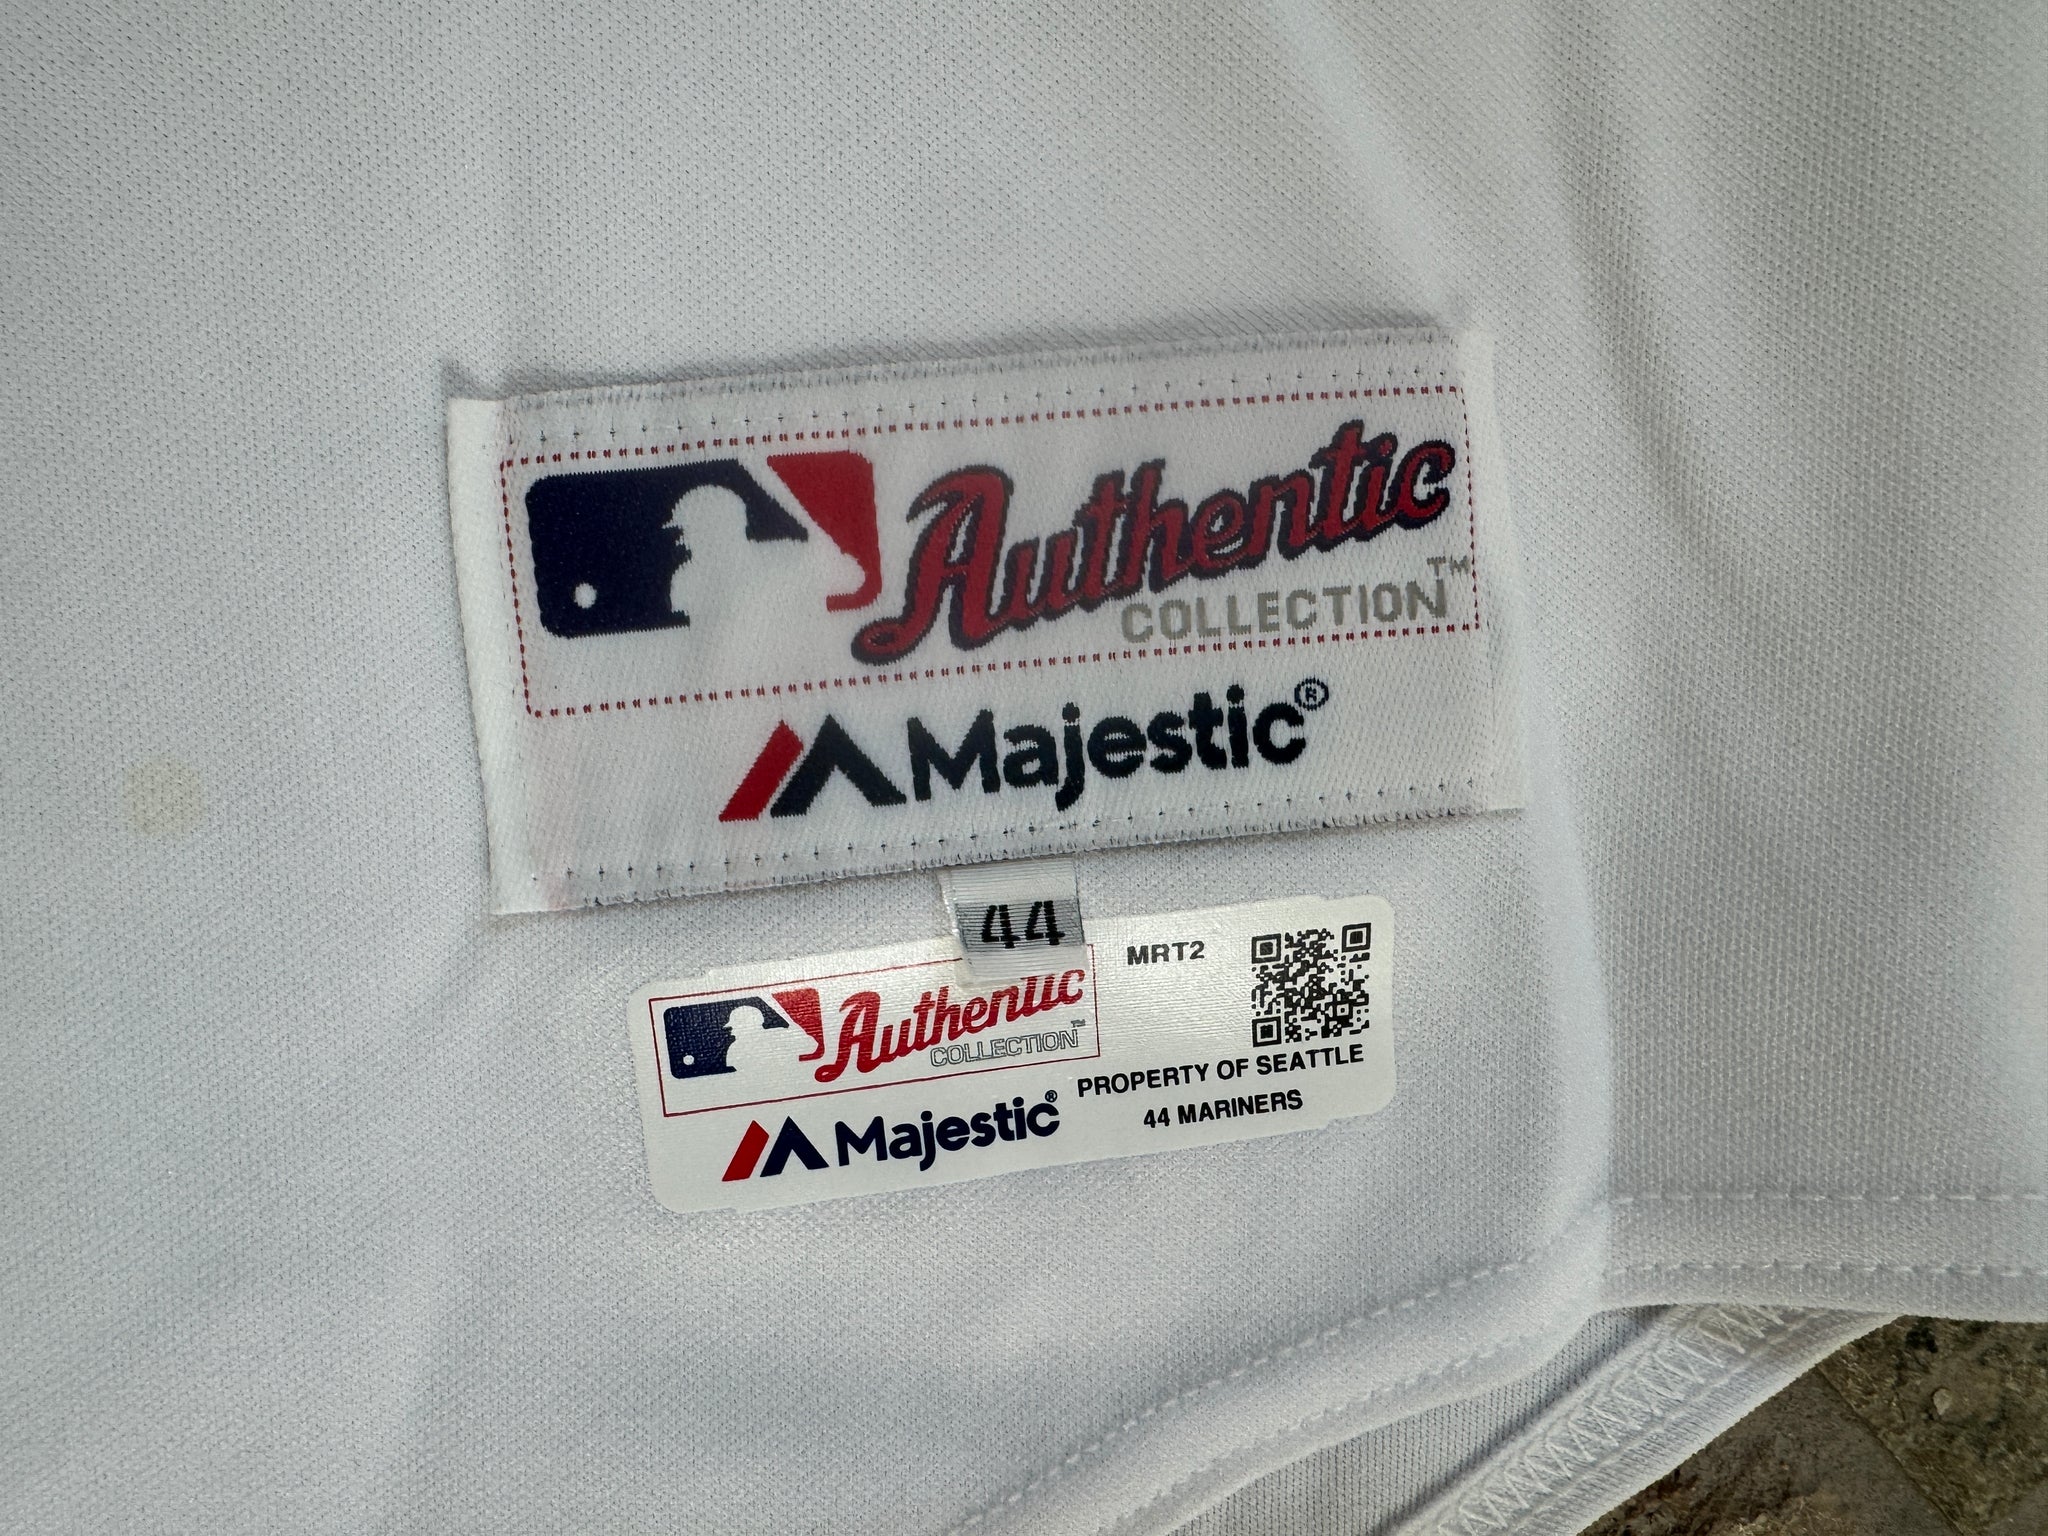 Authentic
COLLECTION™
Majestic®
44
MRT2
Authentic
COLLECTION™
PROPERTY OF SEATTLE
44 MARINERS
Majestic®